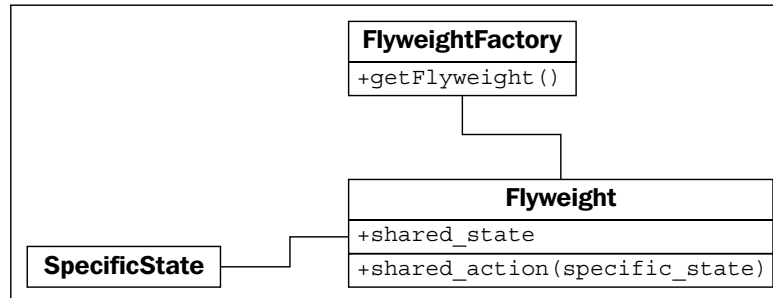 FlyweightFactory
+getFlyweight()
Flyweight
+shared_state
+shared_action(specific_state)
SpecificState